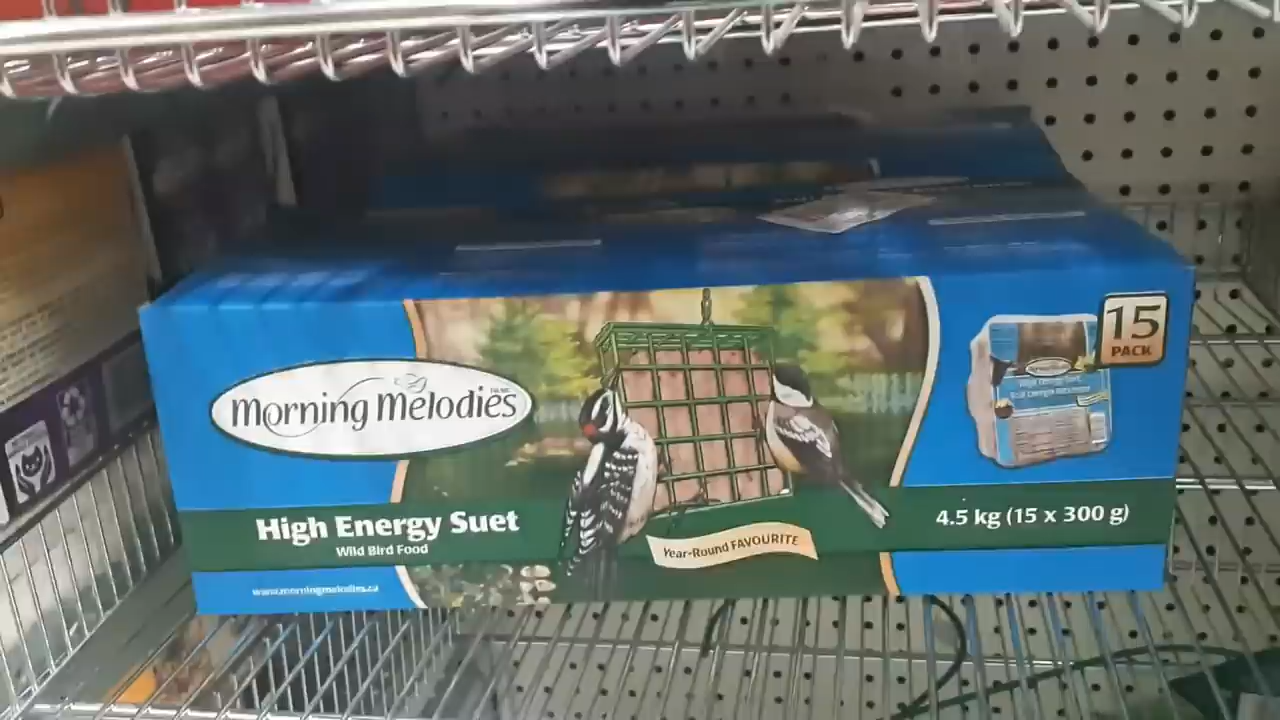 15
PACK
Morning Melodies
High Energy Suet
Wild Bird Food
Year-Round FAVOURITE
4.5 kg (15 x 300 g)
www.morningmelodies.ca